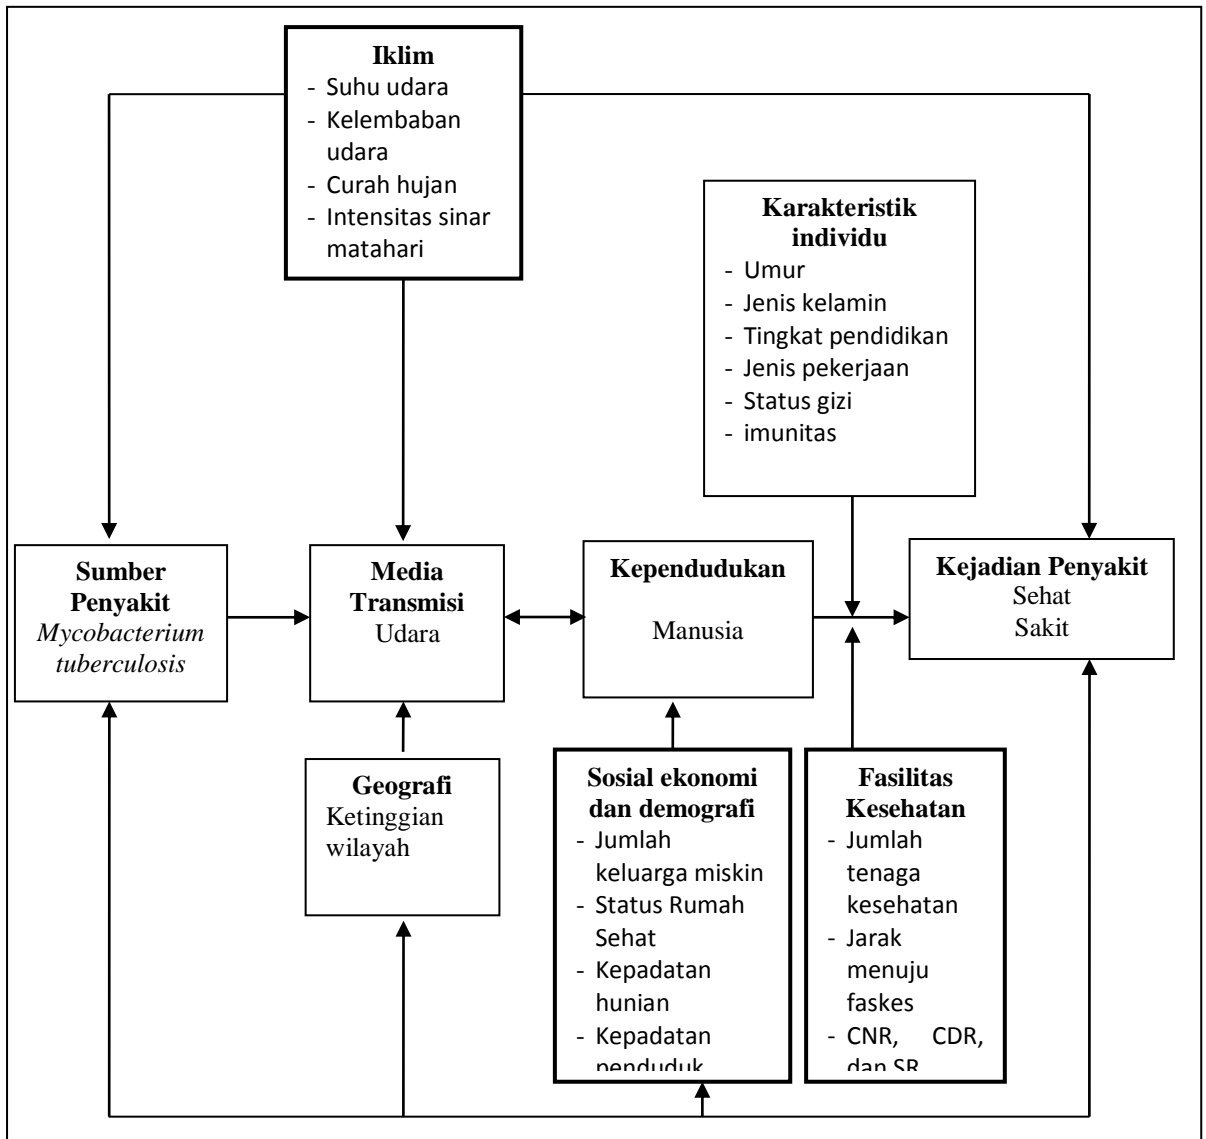 Iklim
- Suhu udara
- Kelembaban
udara
- Curah hujan
- Intensitas sinar
matahari
Karakteristik
individu
- Umur
- Jenis kelamin
- Tingkat pendidikan
- Jenis pekerjaan
- Status gizi
- imunitas
Sumber
Penyakit
Mycobacterium
tuberculosis
Media
Transmisi
Udara
Kependudukan
Manusia
Kejadian Penyakit
Sehat
Sakit
Geografi
Ketinggian
wilayah
Sosial ekonomi
dan demografi
- Jumlah
keluarga miskin
- Status Rumah
Sehat
- Kepadatan
hunian
- Kepadatan
penduduk
Fasilitas
Kesehatan
- Jumlah
tenaga
kesehatan
- Jarak
menuju
faskes
- CNR, CDR,
dan SR